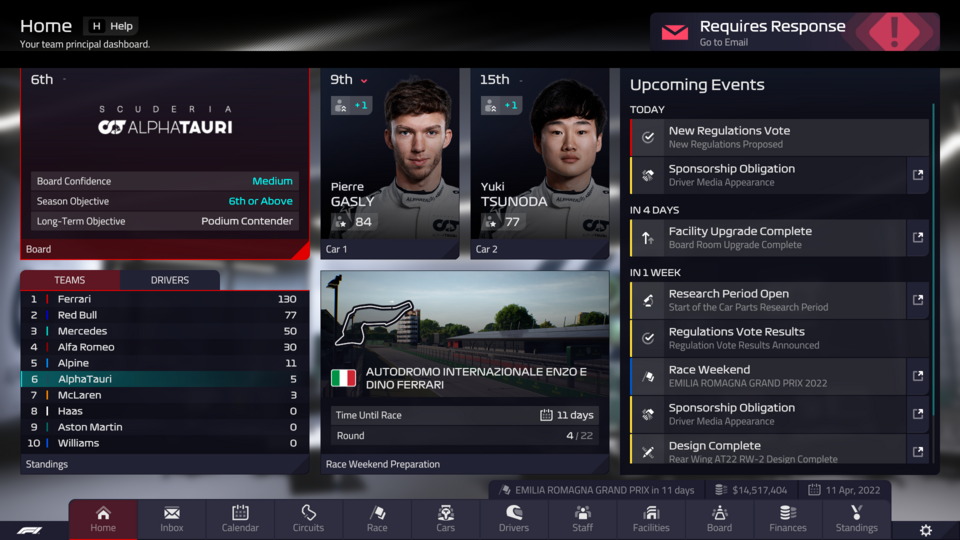 Home
H Help
Your team principal dashboard.
Requires Response
Go to Email
6th -
SCUDERIA
ALPHATAURI
Board Confidence Medium
Season Objective 6th or Above
Long-Term Objective Podium Contender
Board
9th
+1
Pierre
GASLY
84
Car 1
15th -
+1
Yuki
TSUNODA
77
Car 2
Upcoming Events
TODAY
New Regulations Vote
New Regulations Proposed
Sponsorship Obligation
Driver Media Appearance
IN 4 DAYS
Facility Upgrade Complete
Board Room Upgrade Complete
IN 1 WEEK
Research Period Open
Start of the Car Parts Research Period
Regulations Vote Results
Regulation Vote Results Announced
Race Weekend
EMILIA ROMAGNA GRAND PRIX 2022
Sponsorship Obligation
Driver Media Appearance
Design Complete
Rear Wing AT22 RW-2 Design Complete
TEAMS DRIVERS
1 Ferrari 130
2 Red Bull 77
3 Mercedes 50
4 Alfa Romeo 30
5 Alpine 11
6 AlphaTauri 5
7 McLaren 3
8 Haas 0
9 Aston Martin 0
10 Williams 0
Standings
AUTODROMO INTERNAZIONALE ENZO E
DINO FERRARI
Time Until Race 11 days
Round 4 / 22
Race Weekend Preparation
EMILIA ROMAGNA GRAND PRIX in 11 days $14,517,404 11 Apr, 2022
F1 Home Inbox Calendar Circuits Race Cars Drivers Staff Facilities Board Finances Standings